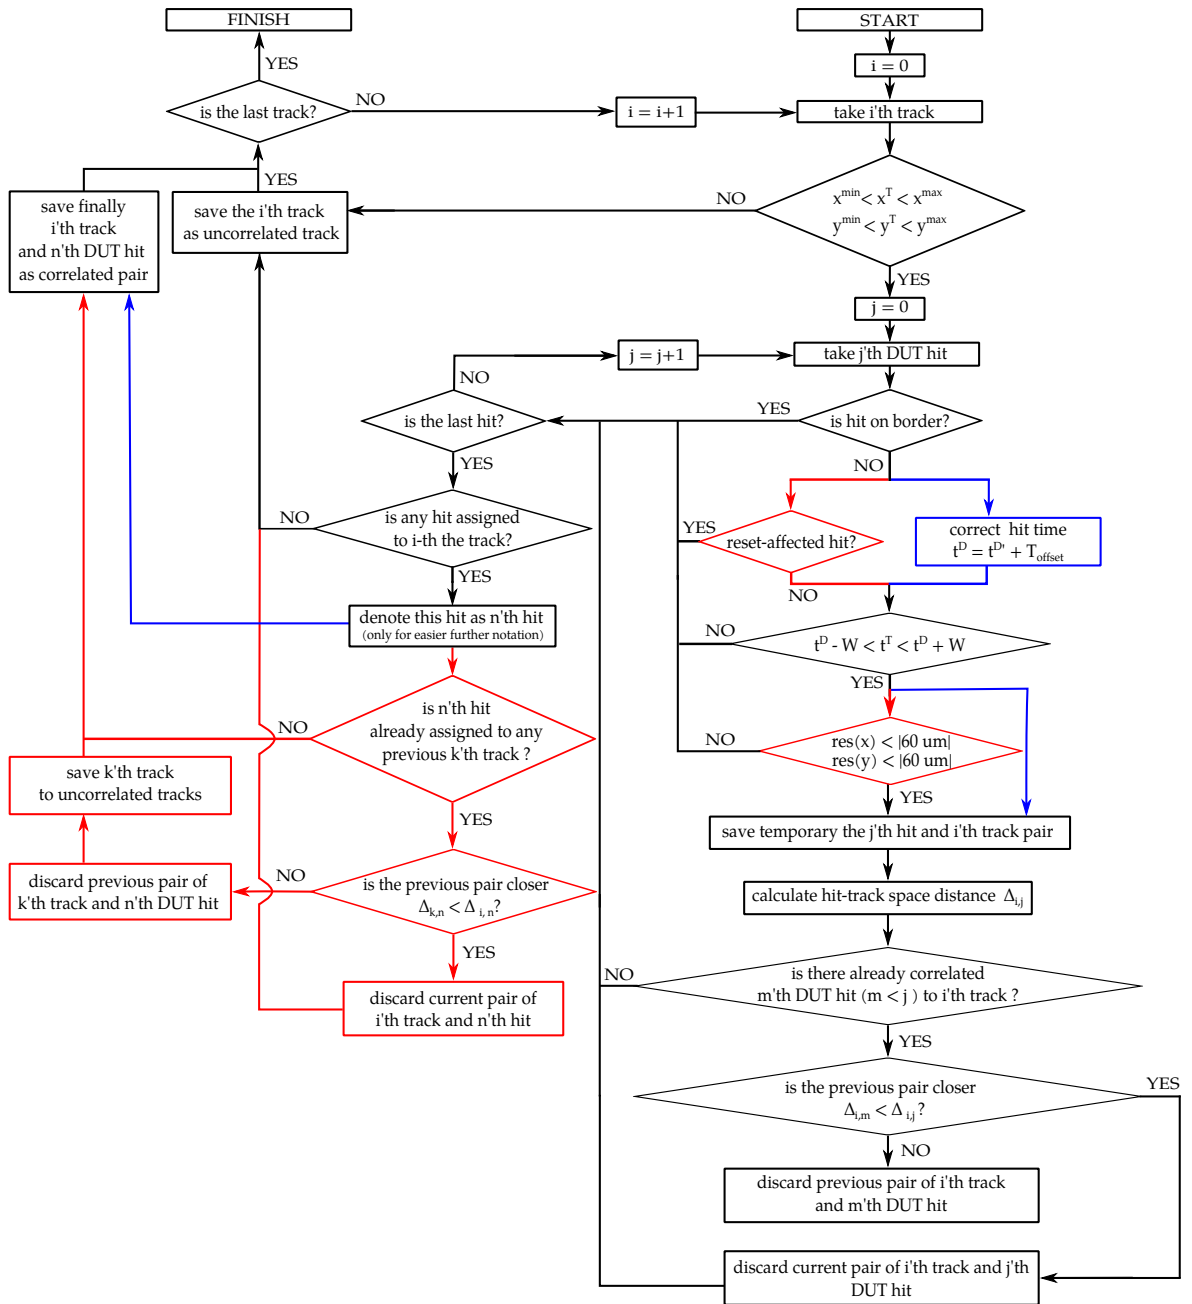 FINISH
START
YES
i = 0
is the last track?
NO
i = i+1
take i'th track
YES
NO
x^min < x^T < x^max
y^min < y^T < y^max
save finally
i'th track
and n'th DUT hit
as correlated pair
save the i'th track
as uncorrelated track
YES
j = 0
j = j+1
take j'th DUT hit
NO
YES
is the last hit?
is hit on border?
YES
NO
NO
is any hit assigned
to i-th the track?
YES
reset-affected hit?
correct hit time
t^D = t^D' + T_offset
YES
NO
denote this hit as n'th hit
(only for easier further notation)
NO
t^D - W < t^T < t^D + W
YES
NO
is n'th hit
already assigned to any
previous k'th track ?
NO
res(x) < |60 um|
res(y) < |60 um|
YES
save k'th track
to uncorrelated tracks
YES
save temporary the j'th hit and i'th track pair
discard previous pair of
k'th track and n'th DUT hit
NO
is the previous pair closer
Δ_k,n < Δ_i,n?
calculate hit-track space distance Δ_i,j
YES
NO
is there already correlated
m'th DUT hit (m < j ) to i'th track ?
discard current pair of
i'th track and n'th hit
YES
is the previous pair closer
Δ_i,m < Δ_i,j?
YES
NO
discard previous pair of i'th track
and m'th DUT hit
discard current pair of i'th track and j'th
DUT hit